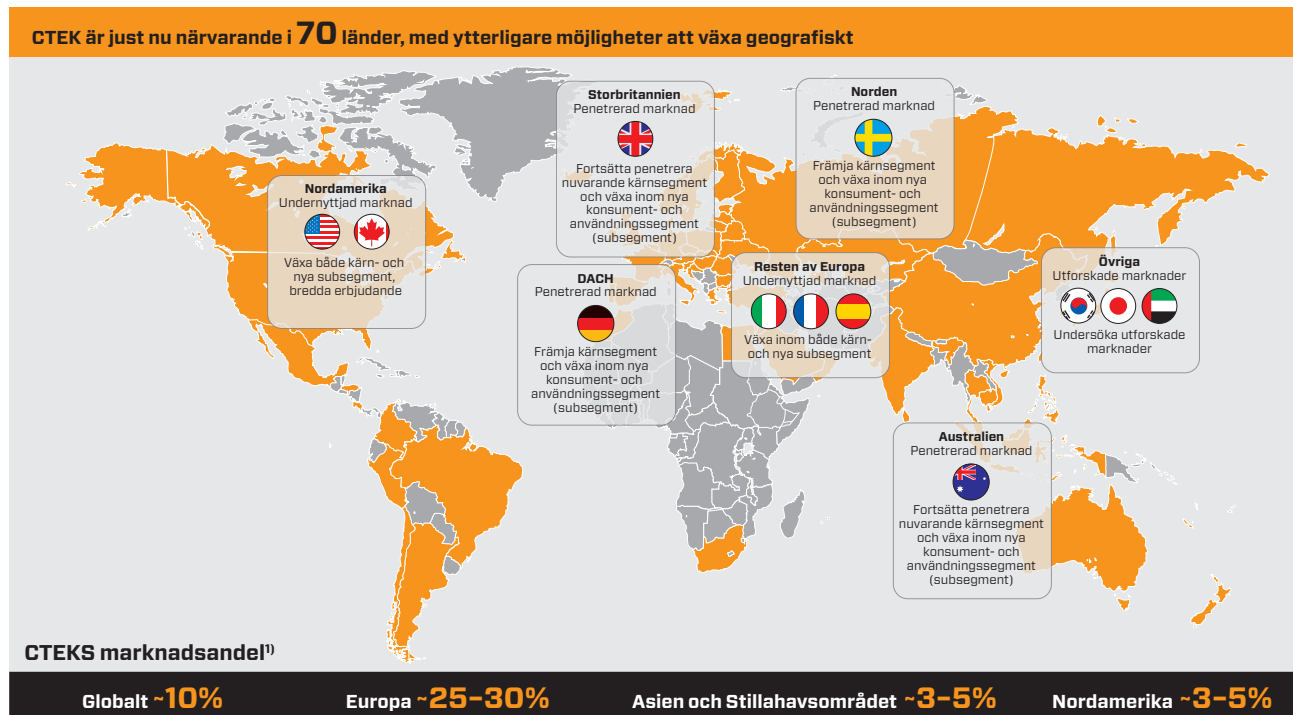 CTEK är just nu närvarande i 70 länder, med ytterligare möjligheter att växa geografiskt
Storbritannien
Penetrerad marknad
Fortsätta penetrera
nuvarande kärnsegment
och växa inom nya
konsument- och
användningssegment
(subsegment)
Norden
Penetrerad marknad
Främja kärnsegment
och växa inom nya
konsument- och
användningssegment
(subsegment)
Nordamerika
Undernyttjad marknad
Växa både kärn- och
nya subsegment,
bredda erbjudande
DACH
Penetrerad marknad
Främja kärnsegment
och växa inom nya
konsument- och
användningssegment
(subsegment)
Resten av Europa
Undernyttjad marknad
Växa inom både kärn-
och nya subsegment
Övriga
Utforskade marknader
Undersöka utforskade
marknader
Australien
Penetrerad marknad
Fortsätta penetrera
nuvarande kärnsegment
och växa inom nya
konsument- och
användningssegment
(subsegment)
CTEKS marknadsandel¹⁾
Globalt ~10%
Europa ~25–30%
Asien och Stillahavsområdet ~3–5%
Nordamerika ~3–5%